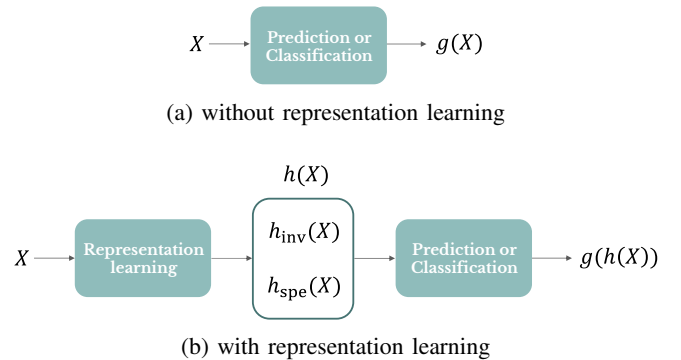 X
Prediction or
Classification
g(X)
(a) without representation learning
h(X)
X
Representation
learning
h_inv(X)
h_spe(X)
Prediction or
Classification
g(h(X))
(b) with representation learning